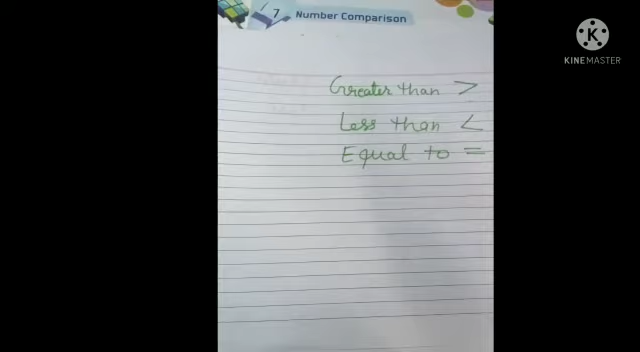 7 Number Comparison
KINEMASTER
Greater than >
Less than <
Equal to =